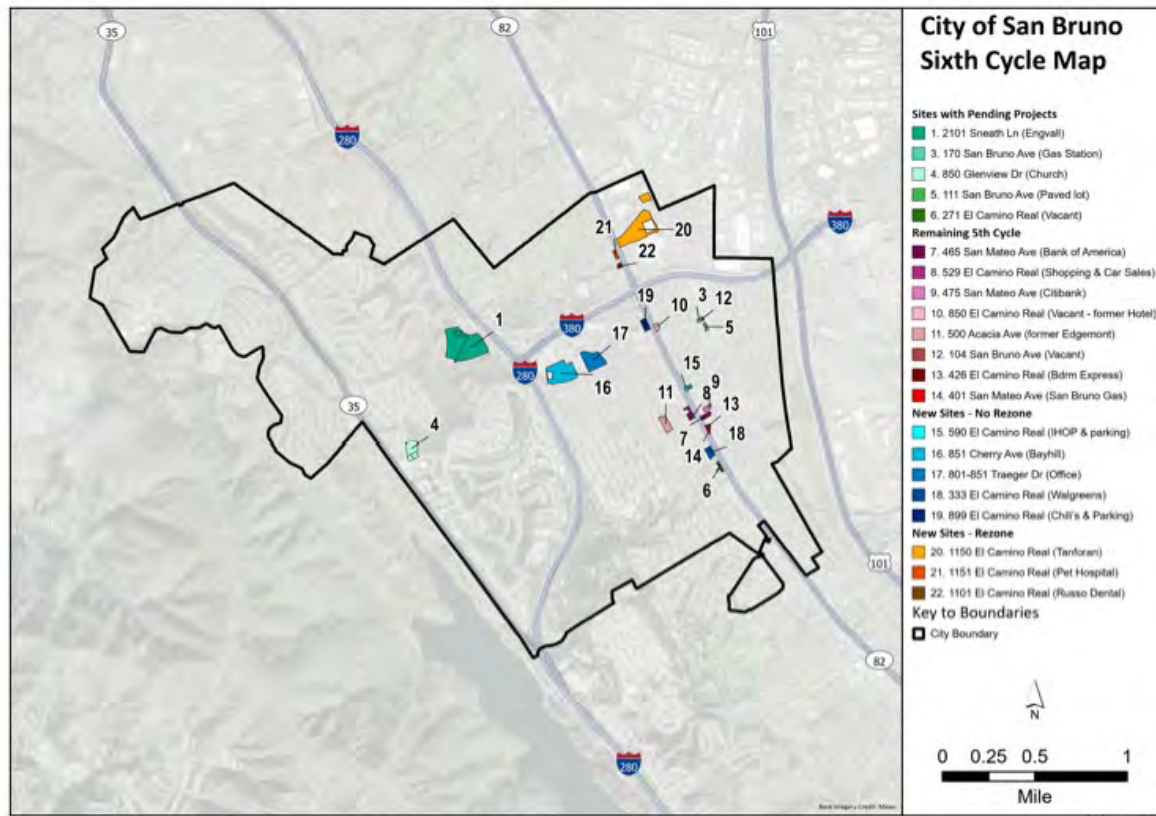 35
82
101
City of San Bruno
Sixth Cycle Map
280
Sites with Pending Projects
1. 2101 Sneath Ln (Engvall)
3. 170 San Bruno Ave (Gas Station)
4. 850 Glenview Dr (Church)
5. 111 San Bruno Ave (Paved lot)
6. 271 El Camino Real (Vacant)
Remaining 5th Cycle
7. 465 San Mateo Ave (Bank of America)
8. 529 El Camino Real (Shopping & Car Sales)
9. 475 San Mateo Ave (Citibank)
10. 850 El Camino Real (Vacant - former Hotel)
11. 500 Acacia Ave (former Edgemont)
12. 104 San Bruno Ave (Vacant)
13. 426 El Camino Real (Bdrm Express)
14. 401 San Mateo Ave (San Bruno Gas)
New Sites - No Rezone
15. 590 El Camino Real (IHOP & parking)
16. 851 Cherry Ave (Bayhill)
17. 801-851 Traeger Dr (Office)
18. 333 El Camino Real (Walgreens)
19. 899 El Camino Real (Chili's & Parking)
New Sites - Rezone
20. 1150 El Camino Real (Tanforan)
21. 1151 El Camino Real (Pet Hospital)
22. 1101 El Camino Real (Russo Dental)
Key to Boundaries
City Boundary
N
0 0.25 0.5 1
Mile
21
20
22
380
19
10
3
12
5
380
1
17
280
16
15
9
8
11
13
7
35
4
14
18
6
101
82
280